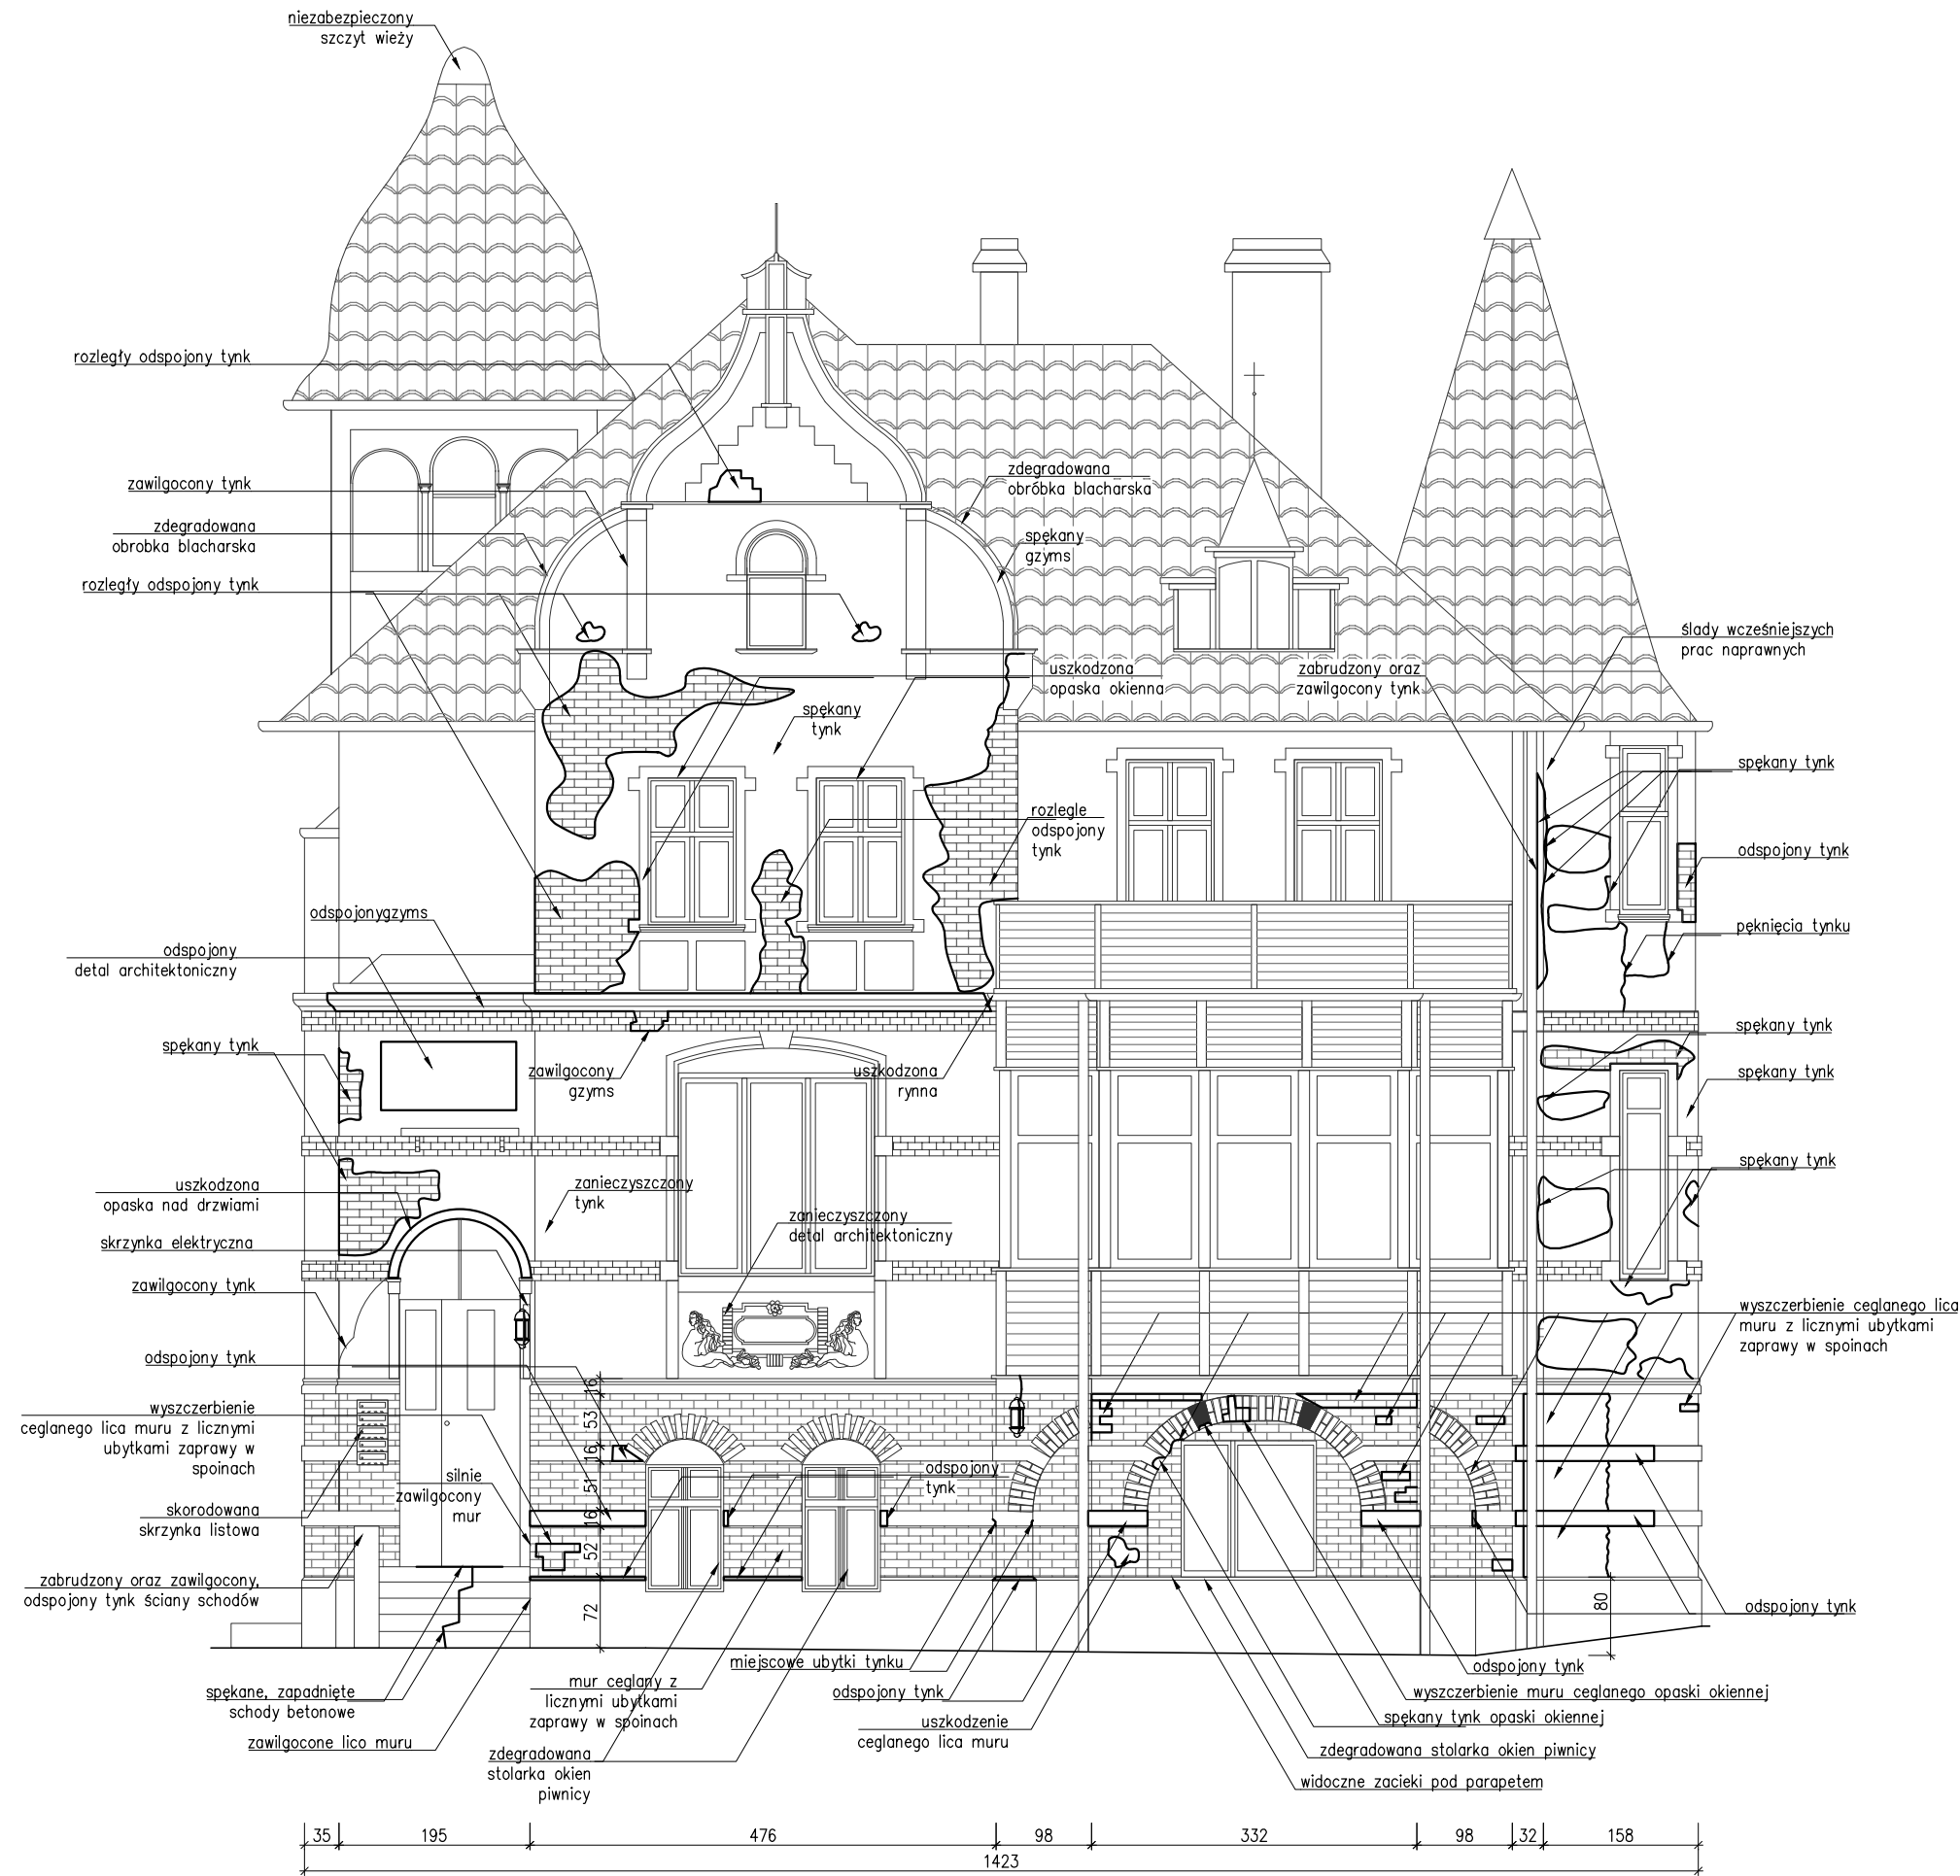 niezabezpieczony
szczyt wieży
rozległy odspojony tynk
zawilgocony tynk
zdegradowana
obrobka blacharska
rozległy odspojony tynk
zdegradowana
obróbka blacharska
spękany
gzyms
uszkodzona
opaska okienna
zabrudzony oraz
zawilgocony tynk
ślady wcześniejszych
prac naprawnych
spękany
tynk
spękany tynk
rozlegle
odspojony
tynk
odspojony tynk
odspojonygzyms
pęknięcia tynku
odspojony
detal architektoniczny
spękany tynk
spękany tynk
zawilgocony
gzyms
uszkodzona
rynna
spękany tynk
spękany tynk
uszkodzona
opaska nad drzwiami
zanieczyszczony
tynk
zanieczyszczony
detal architektoniczny
skrzynka elektryczna
zawilgocony tynk
wyszczerbienie ceglanego lica
muru z licznymi ubytkami
zaprawy w spoinach
odspojony tynk
wyszczerbienie
ceglanego lica muru z licznymi
ubytkami zaprawy w
spoinach
silnie
zawilgocony
mur
odspojony
tynk
skorodowana
skrzynka listowa
zabrudzony oraz zawilgocony,
odspojony tynk ściany schodów
16
53
16
51
16
52
72
80
odspojony tynk
miejscowe ubytki tynku
odspojony tynk
mur ceglany z
licznymi ubytkami
zaprawy w spoinach
odspojony tynk
wyszczerbienie muru ceglanego opaski okiennej
spękane, zapadnięte
schody betonowe
uszkodzenie
ceglanego lica muru
spękany tynk opaski okiennej
zawilgocone lico muru
zdegradowana
stolarka okien
piwnicy
zdegradowana stolarka okien piwnicy
widoczne zacieki pod parapetem
35 195 476 98 332 98 32 158
1423